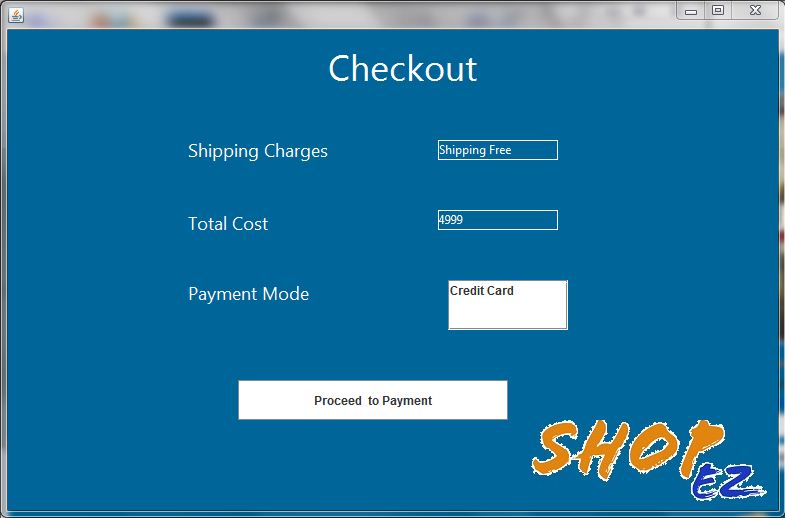 Checkout
Shipping Charges
Shipping Free
Total Cost
4999
Payment Mode
Credit Card
Proceed  to Payment
SHOP
EZ